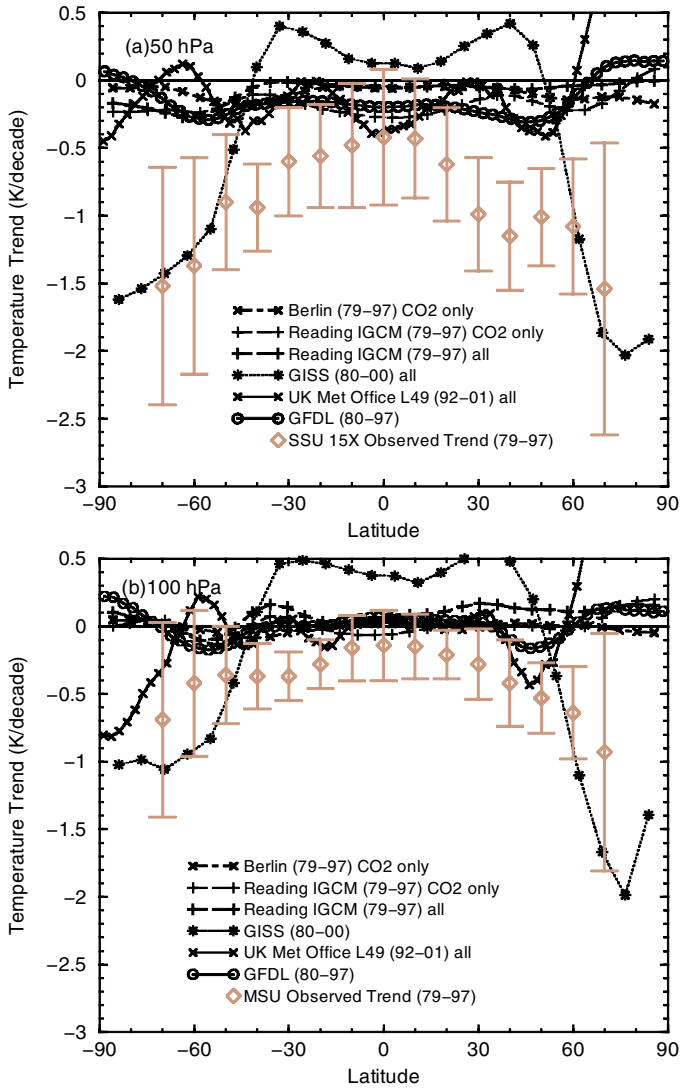 (a)50 hPa
Temperature Trend (K/decade)
0.5
0
−0.5
−1
−1.5
−2
−2.5
−3
Berlin (79−97) CO2 only
Reading IGCM (79−97) CO2 only
Reading IGCM (79−97) all
GISS (80−00) all
UK Met Office L49 (92−01) all
GFDL (80−97)
SSU 15X Observed Trend (79−97)
−90 −60 −30 0 30 60 90
Latitude
(b)100 hPa
Temperature Trend (K/decade)
0.5
0
−0.5
−1
−1.5
−2
−2.5
−3
Berlin (79−97) CO2 only
Reading IGCM (79−97) CO2 only
Reading IGCM (79−97) all
GISS (80−00)
UK Met Office L49 (92−01) all
GFDL (80−97)
MSU Observed Trend (79−97)
−90 −60 −30 0 30 60 90
Latitude